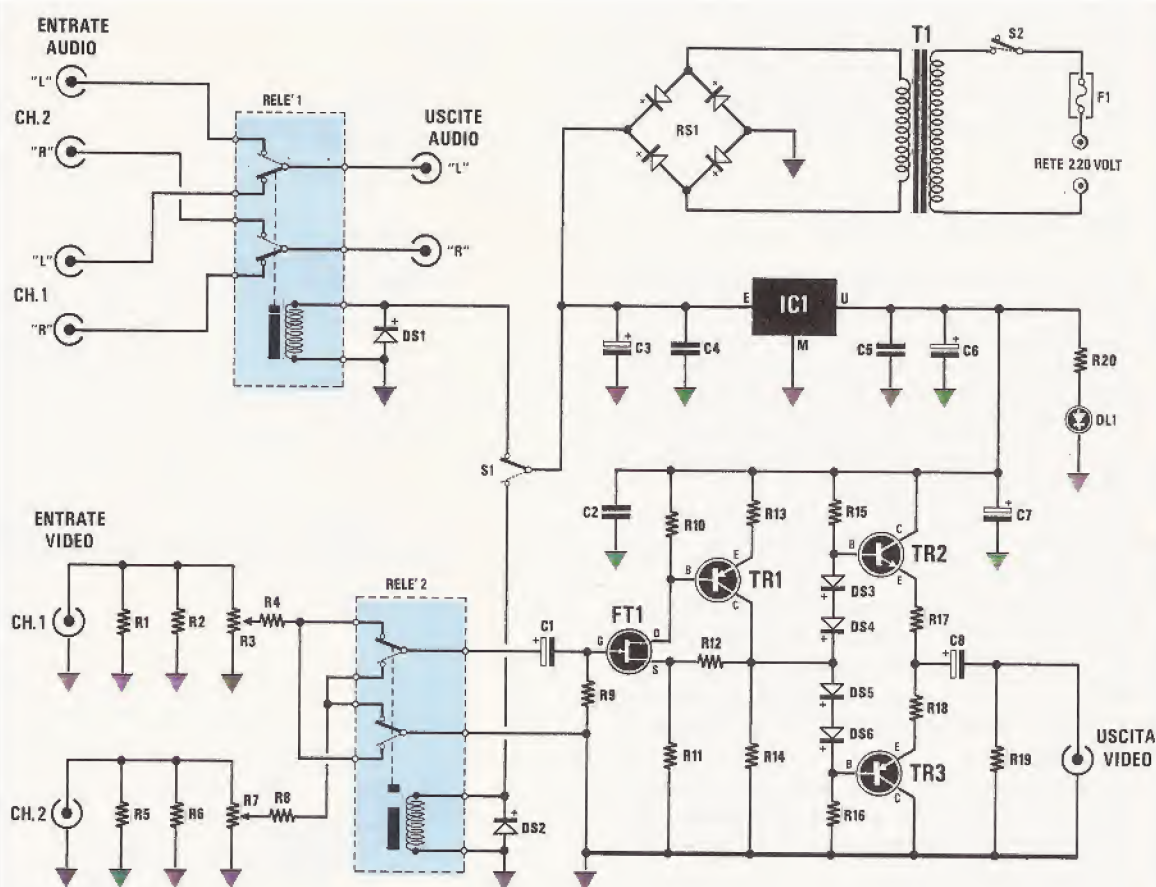 ENTRATE
AUDIO
"L"
CH.2
"R"
"L"
CH.1
"R"
RELE' 1
USCITE
AUDIO
"L"
"R"
+
DS1
RS1
T1
S2
F1
RETE 220 VOLT
E
IC1
U
M
+
C3
C4
C5
+
C6
R20
DL1
S1
C2
R10
R13
R15
+
C7
B
E
C
TR1
B
C
E
TR2
DS3
+
DS4
+
R17
ENTRATE
VIDEO
CH.1
R1
R2
R3
R4
RELE' 2
+
C1
G
D
S
FT1
R9
R12
R11
R14
DS5
DS6
+
R18
+
C8
B
E
C
TR3
R16
R19
USCITA
VIDEO
CH.2
R5
R6
R7
R8
+
DS2